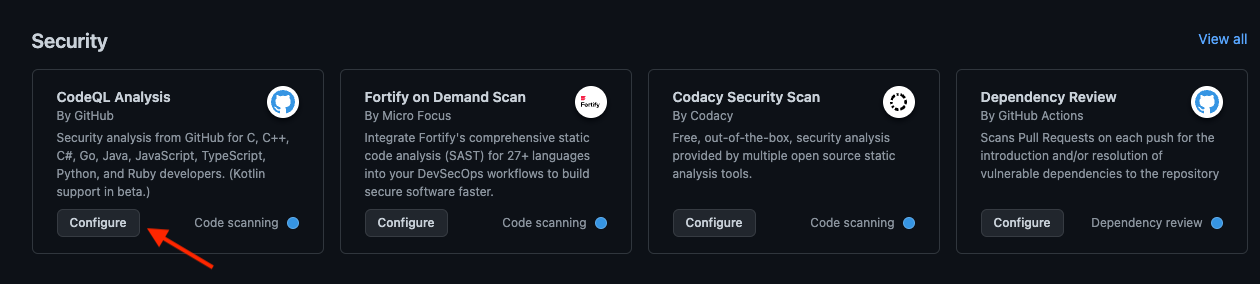 Security
View all
CodeQL Analysis
By GitHub
Security analysis from GitHub for C, C++,
C#, Go, Java, JavaScript, TypeScript,
Python, and Ruby developers. (Kotlin
support in beta.)
Configure
Code scanning
Fortify on Demand Scan
By Micro Focus
Fortify
Integrate Fortify's comprehensive static
code analysis (SAST) for 27+ languages
into your DevSecOps workflows to build
secure software faster.
Configure
Code scanning
Codacy Security Scan
By Codacy
Free, out-of-the-box, security analysis
provided by multiple open source static
analysis tools.
Configure
Code scanning
Dependency Review
By GitHub Actions
Scans Pull Requests on each push for the
introduction and/or resolution of
vulnerable dependencies to the repository
Configure
Dependency review